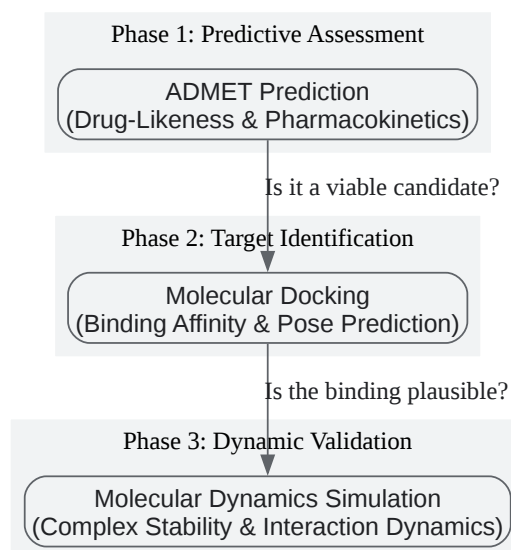 Phase 1: Predictive Assessment
ADMET Prediction
(Drug-Likeness & Pharmacokinetics)
Is it a viable candidate?
Phase 2: Target Identification
Molecular Docking
(Binding Affinity & Pose Prediction)
Is the binding plausible?
Phase 3: Dynamic Validation
Molecular Dynamics Simulation
(Complex Stability & Interaction Dynamics)